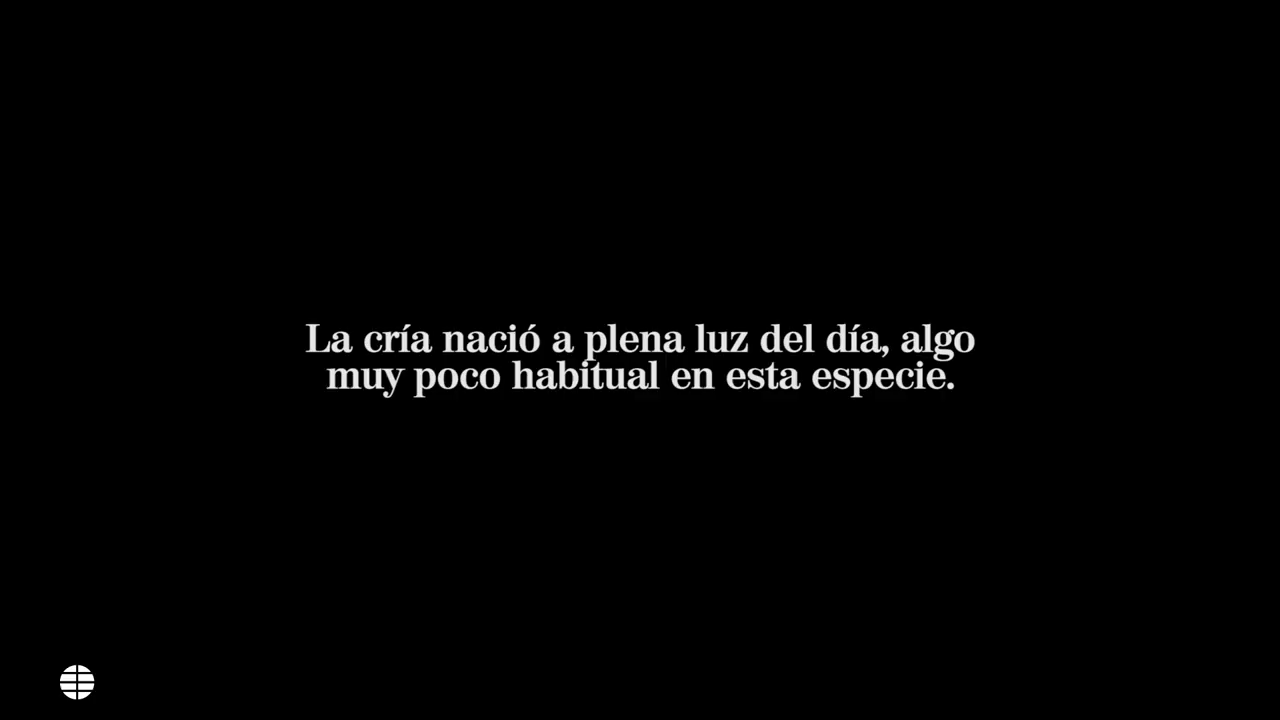 La cría nació a plena luz del día, algo
muy poco habitual en esta especie.